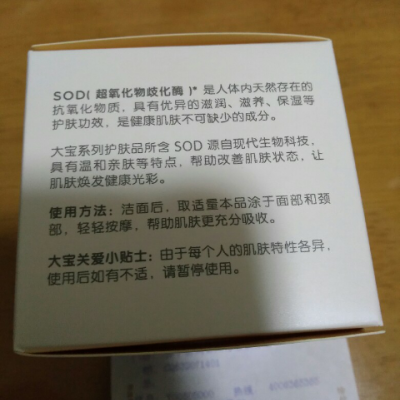 SOD( 超氧化物歧化酶 )* 是人体内天然存在的
抗氧化物质，具有优异的滋润、滋养、保湿等
护肤功效，是健康肌肤不可缺少的成分。
大宝系列护肤品所含 SOD 源自现代生物科技，
具有温和亲肤等特点，帮助改善肌肤状态，让
肌肤焕发健康光彩。
使用方法：洁面后，取适量本品涂于面部和颈
部，轻轻按摩，帮助肌肤更充分吸收。
大宝关爱小贴士：由于每个人的肌肤特性各异，
使用后如有不适，请暂停使用。